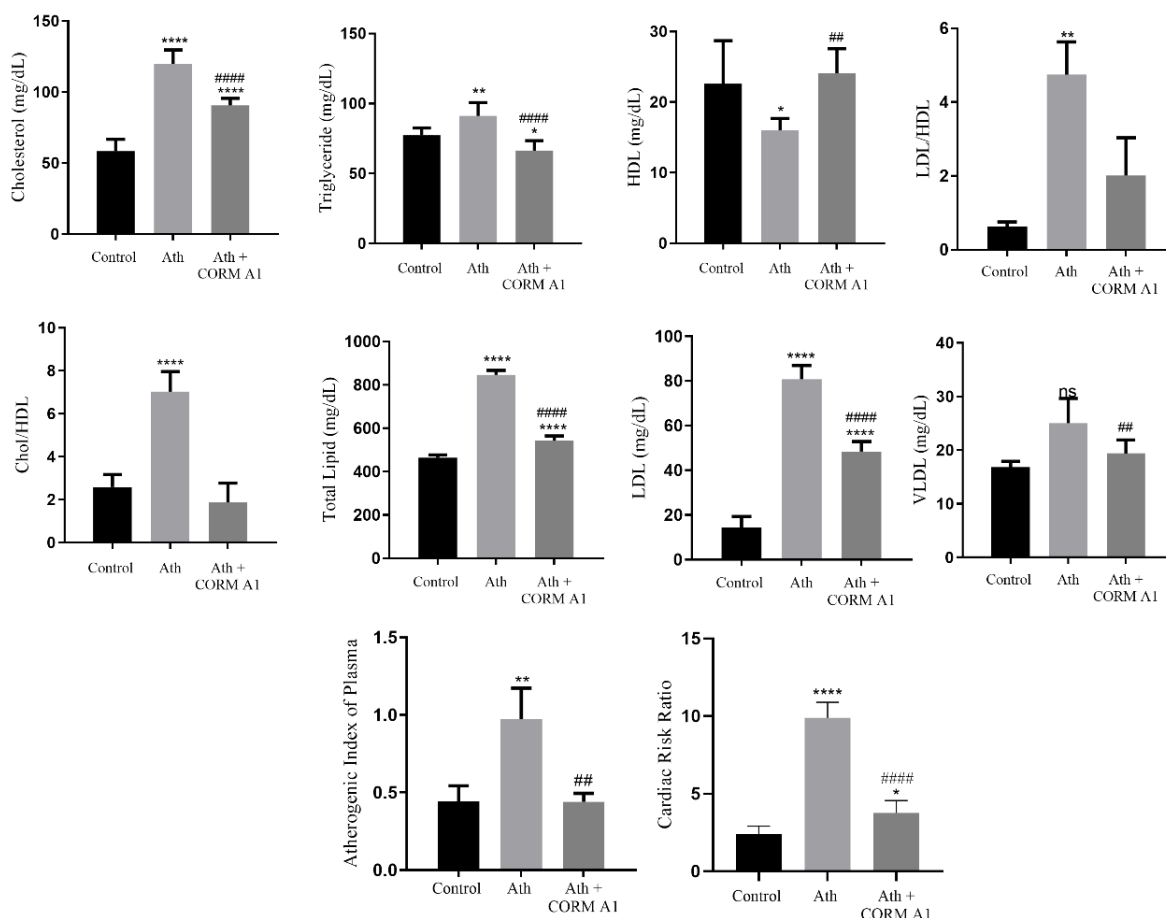 Cholesterol (mg/dL)
150
100
50
0
****
####
****
Control
Ath
Ath +
CORM A1
Triglyceride (mg/dL)
150
100
50
0
**
####
*
Control
Ath
Ath +
CORM A1
HDL (mg/dL)
30
20
10
0
*
##
Control
Ath
Ath +
CORM A1
LDL/HDL
6
4
2
0
**
Control
Ath
Ath +
CORM A1
Chol/HDL
10
8
6
4
2
0
****
Control
Ath
Ath +
CORM A1
Total Lipid (mg/dL)
1000
800
600
400
200
0
****
####
****
Control
Ath
Ath +
CORM A1
LDL (mg/dL)
100
80
60
40
20
0
****
####
****
Control
Ath
Ath +
CORM A1
VLDL (mg/dL)
40
30
20
10
0
ns
##
Control
Ath
Ath +
CORM A1
Atherogenic Index of Plasma
1.5
1.0
0.5
0.0
**
##
Control
Ath
Ath +
CORM A1
Cardiac Risk Ratio
15
10
5
0
****
####
*
Control
Ath
Ath +
CORM A1